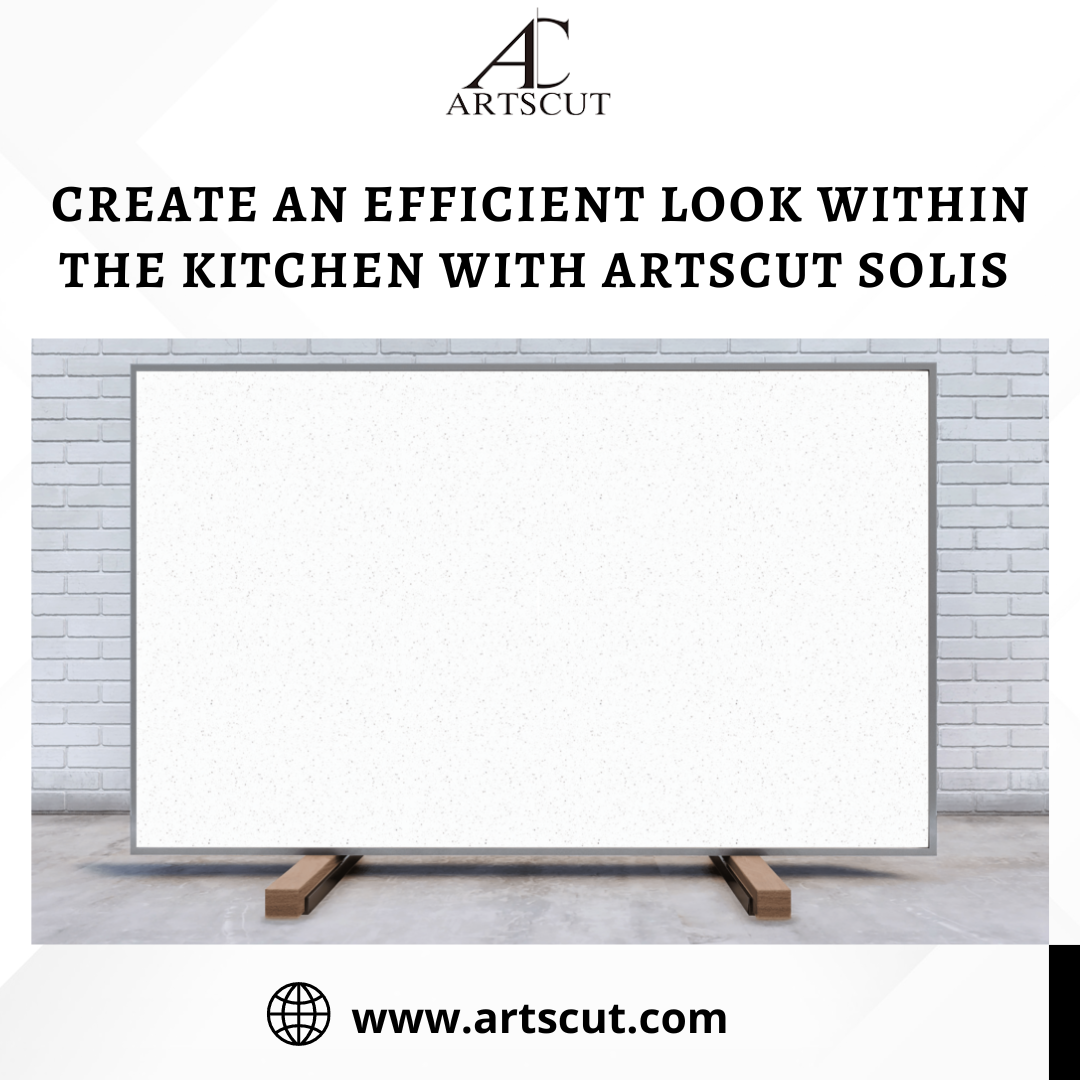 AC
ARTSCUT
CREATE AN EFFICIENT LOOK WITHIN
THE KITCHEN WITH ARTSCUT SOLIS
www.artscut.com